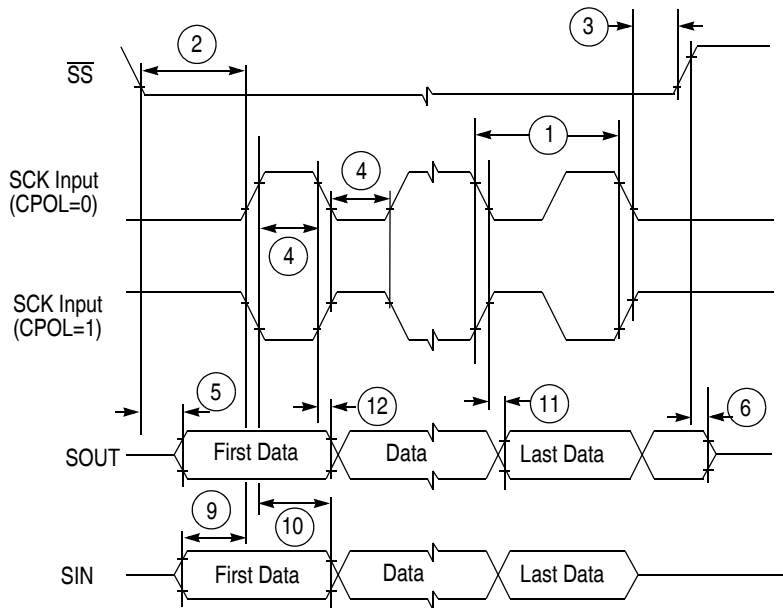 2
3
S̅S̅
1
SCK Input
(CPOL=0)
4
4
SCK Input
(CPOL=1)
5
12
11
6
SOUT
First Data
Data
Last Data
9
10
SIN
First Data
Data
Last Data